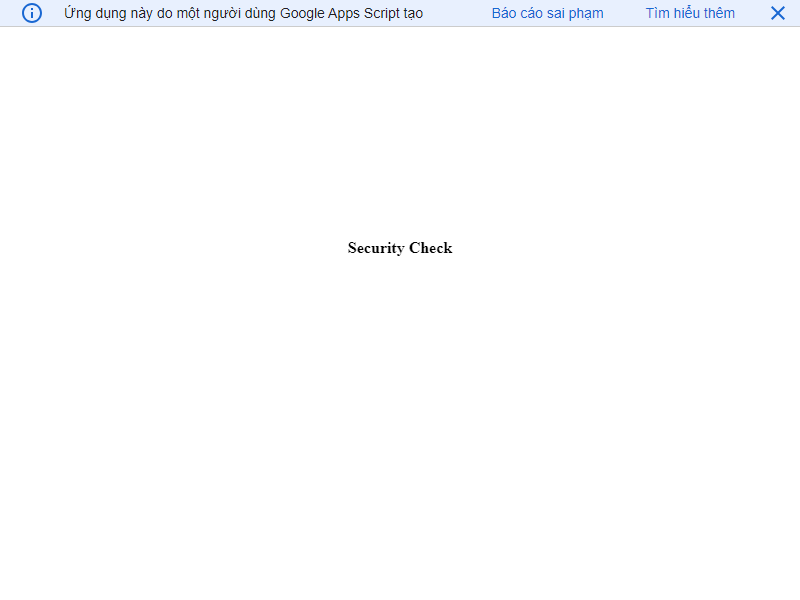 Ứng dụng này do một người dùng Google Apps Script tạo Báo cáo sai phạm Tìm hiểu thêm
Security Check